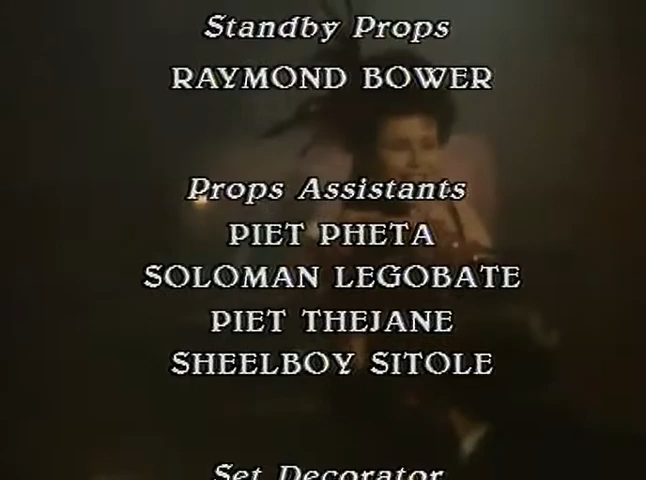 Standby Props
RAYMOND BOWER
Props Assistants
PIET PHETA
SOLOMAN LEGOBATE
PIET THEJANE
SHEELBOY SITOLE
Set Decorator